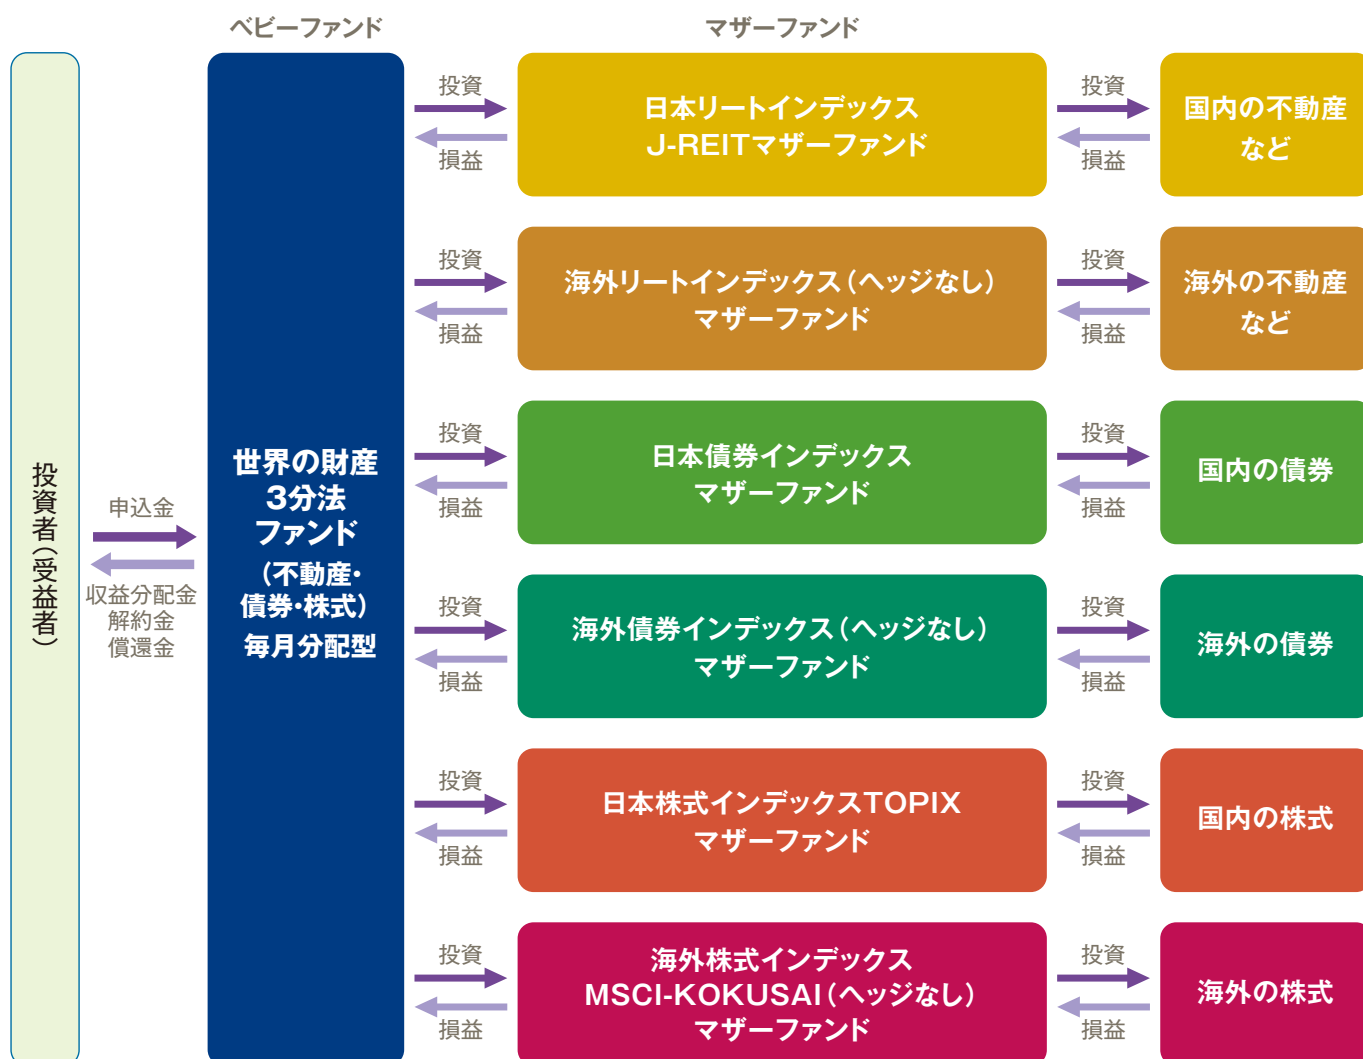 ベビーファンド
マザーファンド
投資者(受益者)
申込金
収益分配金
解約金
償還金
世界の財産
3分法
ファンド
(不動産・
債券・株式)
毎月分配型
投資
損益
日本リートインデックス
J-REITマザーファンド
投資
損益
国内の不動産
など
投資
損益
海外リートインデックス(ヘッジなし)
マザーファンド
投資
損益
海外の不動産
など
投資
損益
日本債券インデックス
マザーファンド
投資
損益
国内の債券
投資
損益
海外債券インデックス(ヘッジなし)
マザーファンド
投資
損益
海外の債券
投資
損益
日本株式インデックスTOPIX
マザーファンド
投資
損益
国内の株式
投資
損益
海外株式インデックス
MSCI-KOKUSAI(ヘッジなし)
マザーファンド
投資
損益
海外の株式